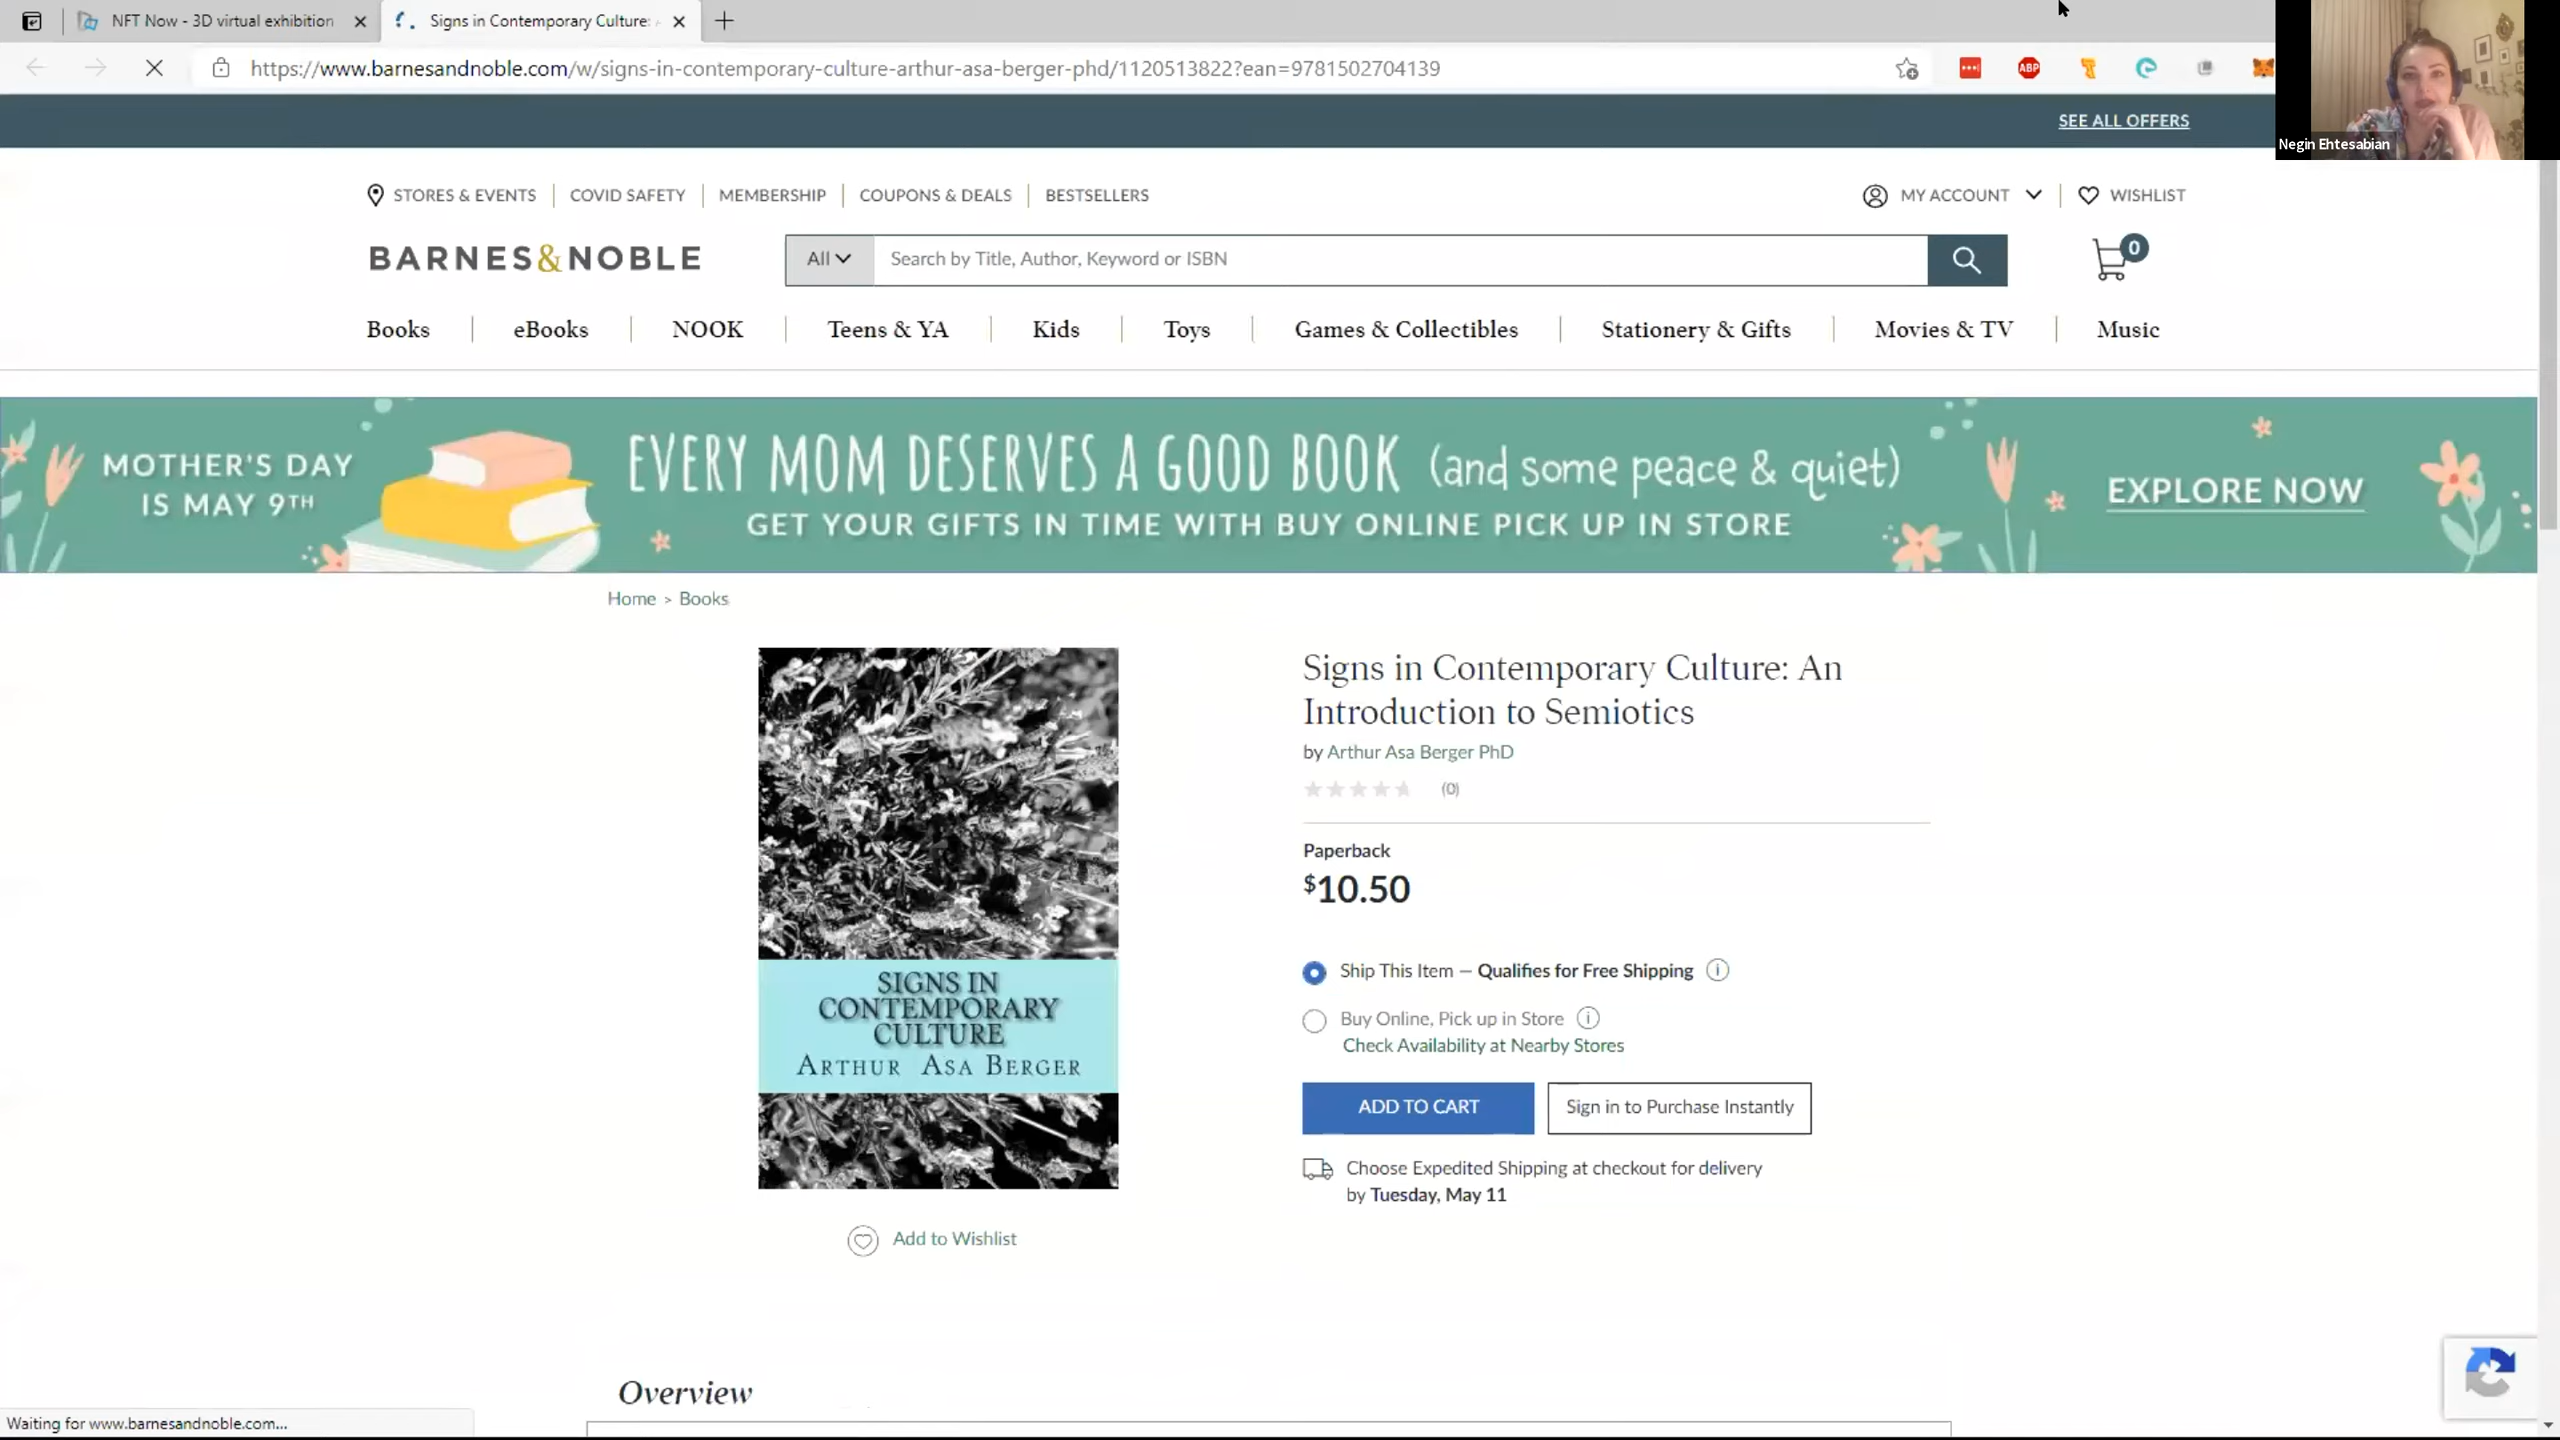 NFT Now - 3D virtual exhibition
Signs in Contemporary Culture:
https://www.barnesandnoble.com/w/signs-in-contemporary-culture-arthur-asa-berger-phd/1120513822?ean=9781502704139
ABP
Negin Ehtesabian
SEE ALL OFFERS
STORES & EVENTS
COVID SAFETY
MEMBERSHIP
COUPONS & DEALS
BESTSELLERS
MY ACCOUNT
WISHLIST
BARNES&NOBLE
All
Search by Title, Author, Keyword or ISBN
0
Books
eBooks
NOOK
Teens & YA
Kids
Toys
Games & Collectibles
Stationery & Gifts
Movies & TV
Music
MOTHER'S DAY
IS MAY 9TH
EVERY MOM DESERVES A GOOD BOOK (and some peace & quiet)
GET YOUR GIFTS IN TIME WITH BUY ONLINE PICK UP IN STORE
EXPLORE NOW
Home > Books
SIGNS IN
CONTEMPORARY
CULTURE
ARTHUR ASA BERGER
Add to Wishlist
Signs in Contemporary Culture: An
Introduction to Semiotics
by Arthur Asa Berger PhD
(0)
Paperback
$10.50
Ship This Item — Qualifies for Free Shipping
Buy Online, Pick up in Store
Check Availability at Nearby Stores
ADD TO CART
Sign in to Purchase Instantly
Choose Expedited Shipping at checkout for delivery
by Tuesday, May 11
Overview
Waiting for www.barnesandnoble.com...